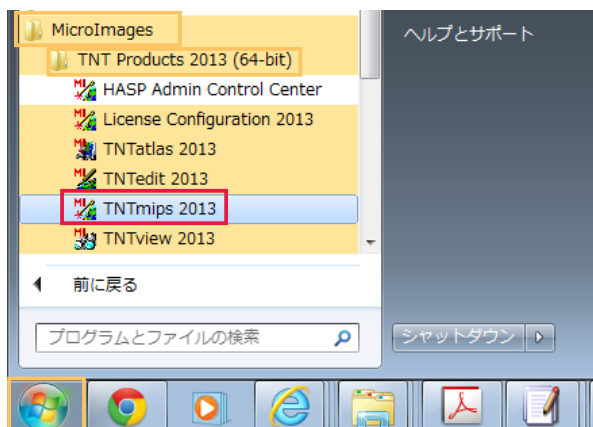 MicroImages
TNT Products 2013 (64-bit)
HASP Admin Control Center
License Configuration 2013
TNTatlas 2013
TNTedit 2013
TNTmips 2013
TNTview 2013
前に戻る
プログラムとファイルの検索
ヘルプとサポート
シャットダウン